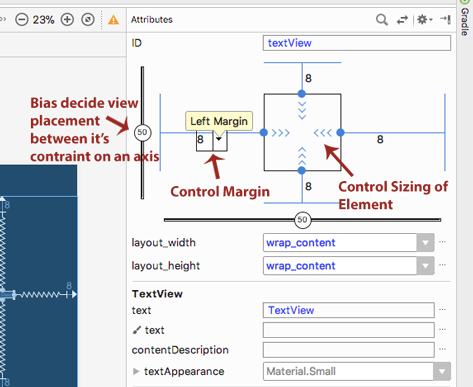 23%
Attributes
Gradle
ID
textView
8
Left Margin
8
8
8
50
Bias decide view
placement
between it's
contraint on an axis
Control Margin
Control Sizing of
Element
50
layout_width
wrap_content
layout_height
wrap_content
TextView
text
TextView
text
contentDescription
textAppearance
Material.Small
8
8